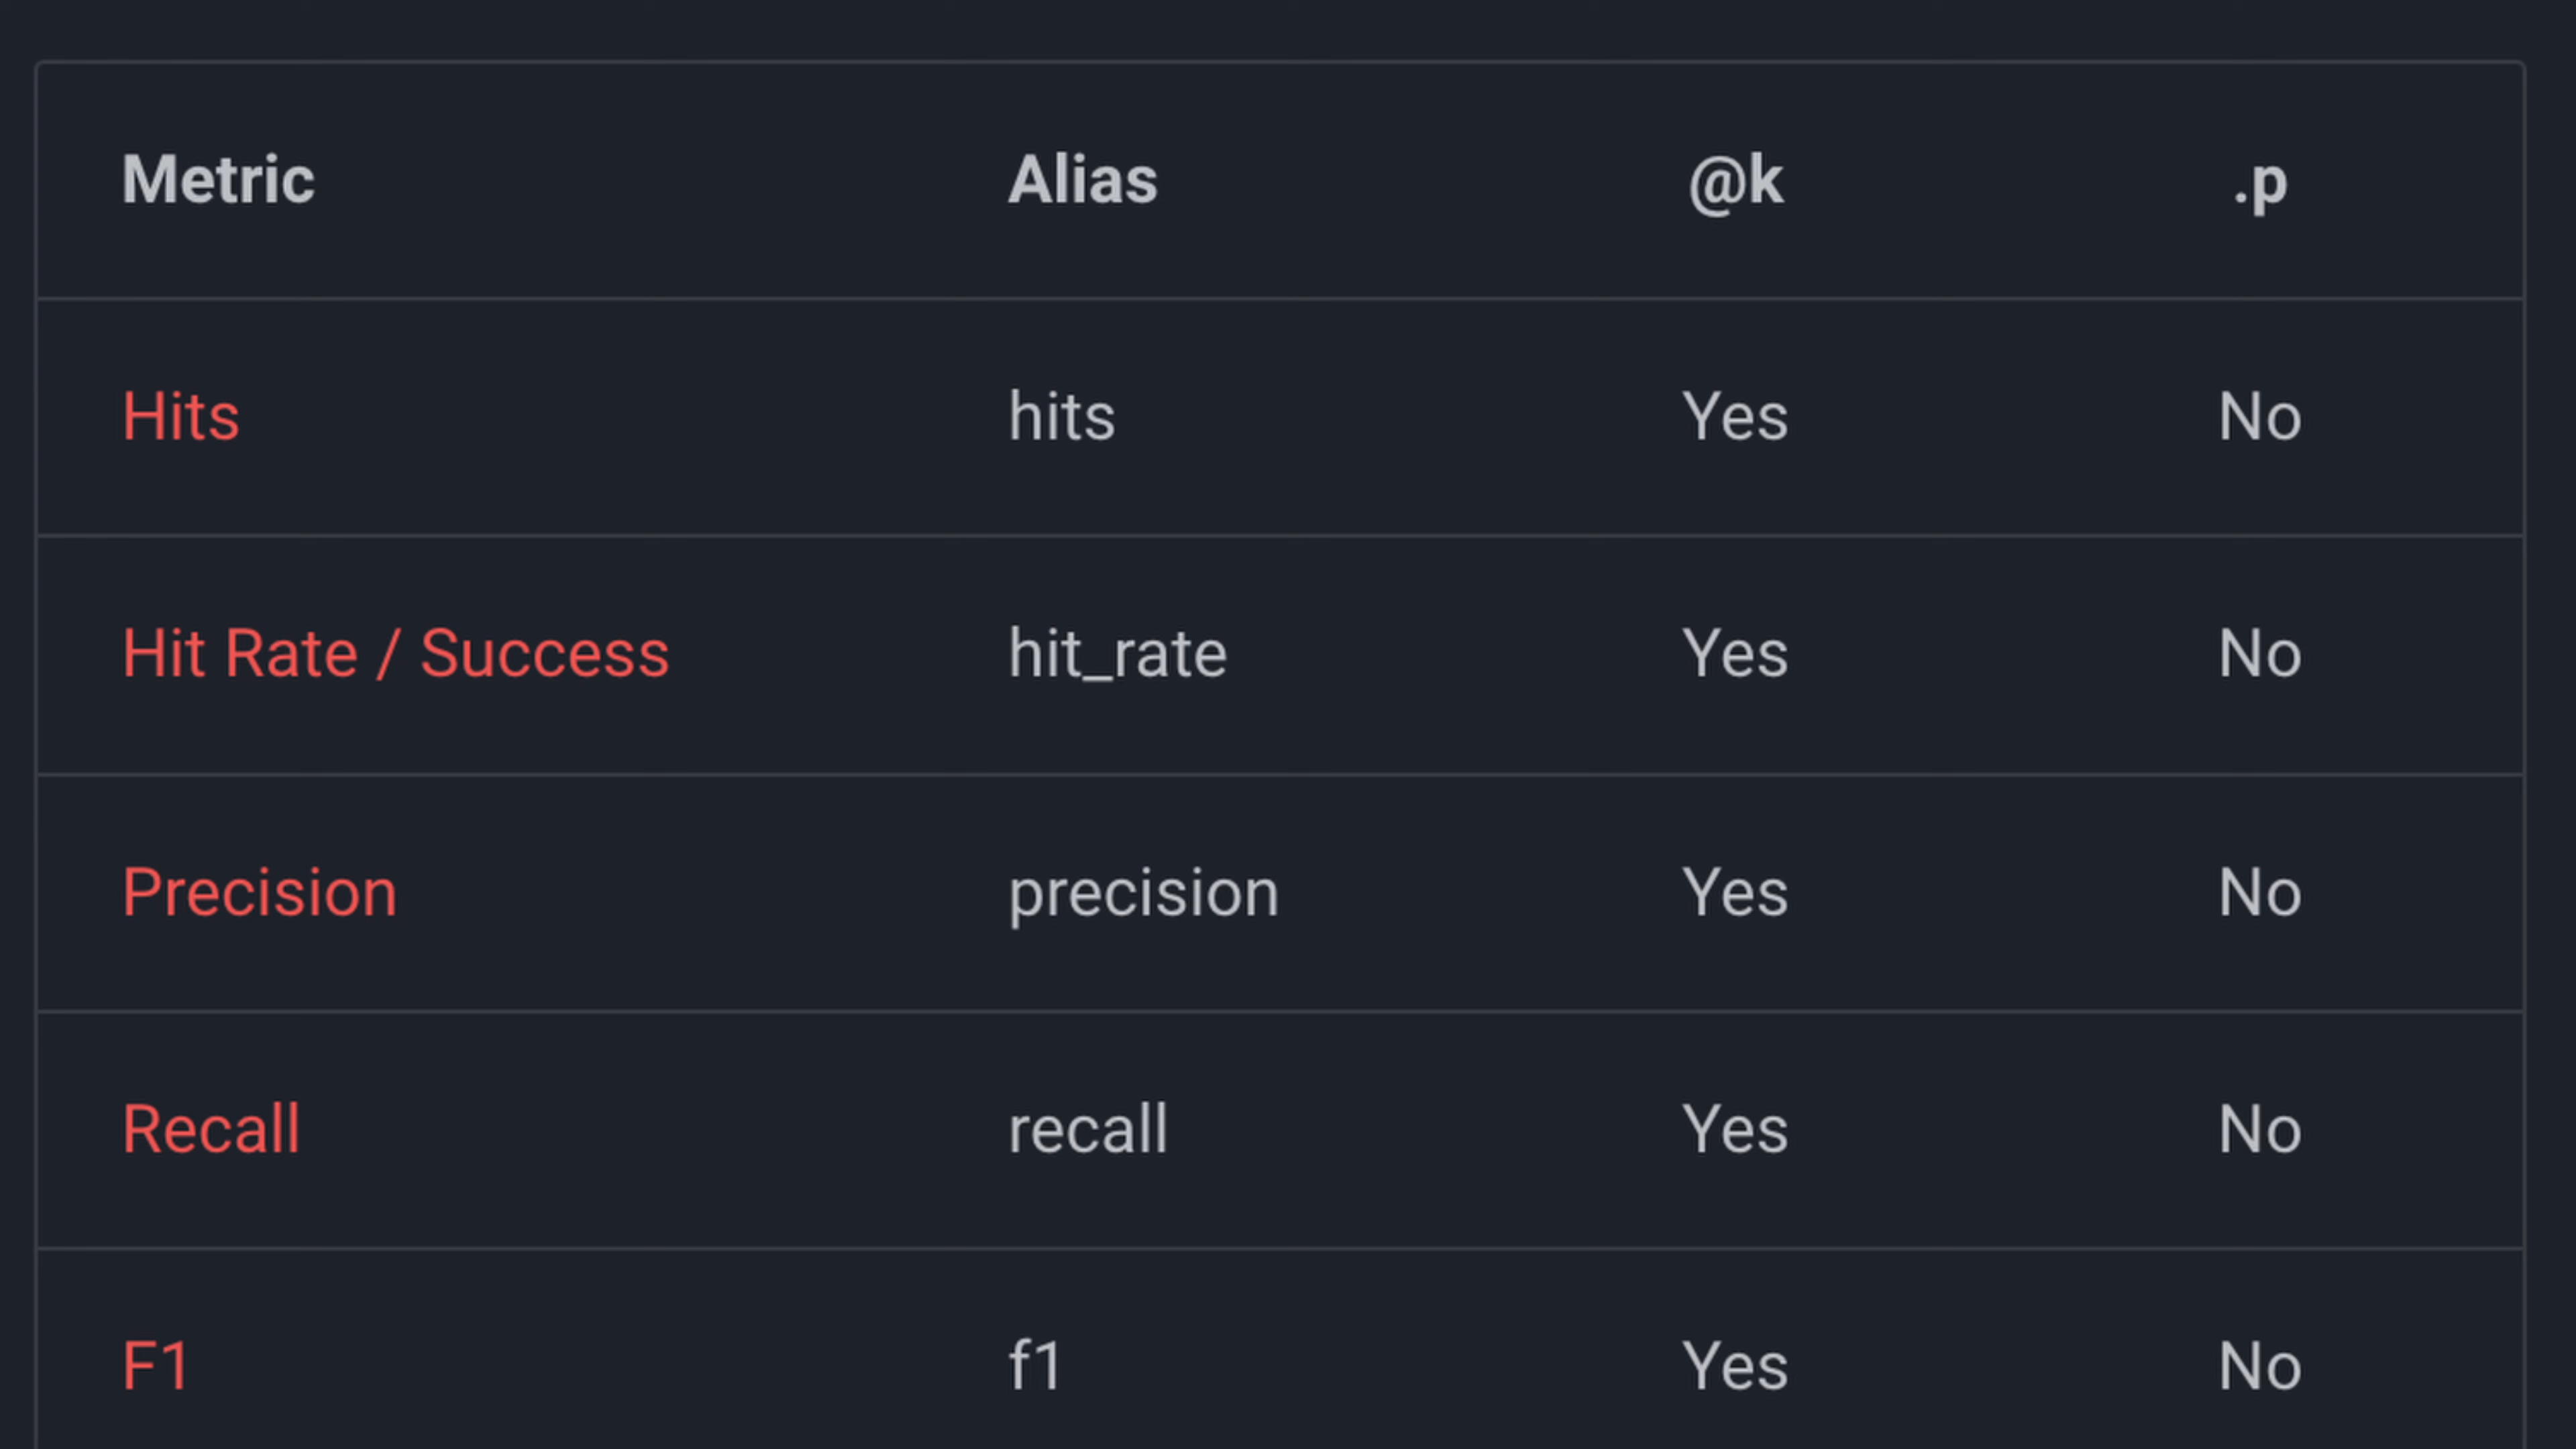 Metric Alias @k .p
Hits hits Yes No
Hit Rate / Success hit_rate Yes No
Precision precision Yes No
Recall recall Yes No
F1 f1 Yes No